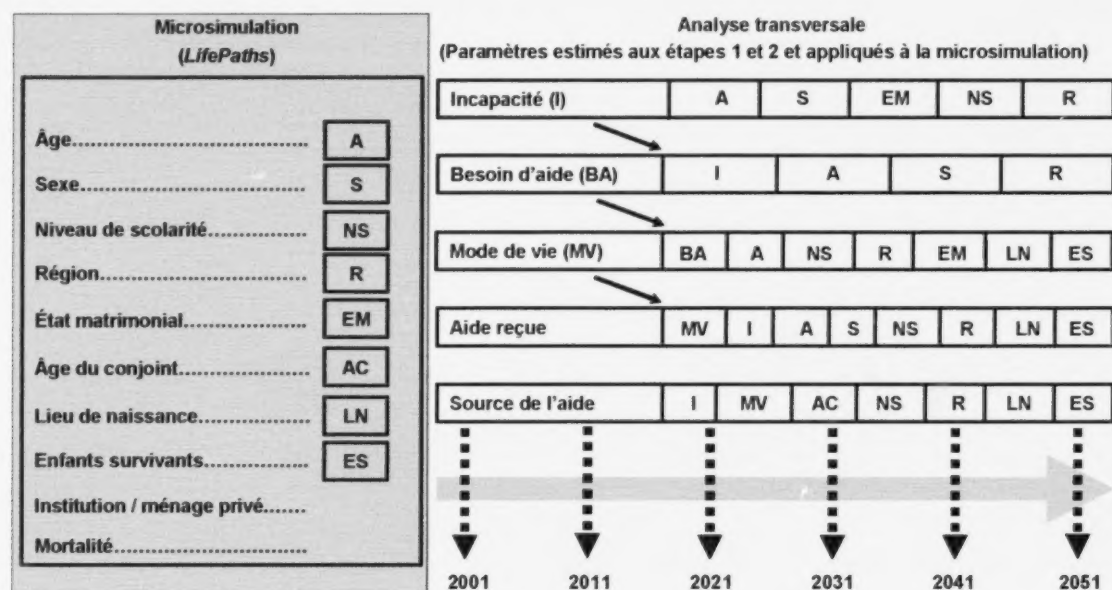 Microsimulation
(LifePaths)
Âge............................................ A
Sexe.......................................... S
Niveau de scolarité.................... NS
Région....................................... R
État matrimonial........................ EM
Âge du conjoint......................... AC
Lieu de naissance..................... LN
Enfants survivants.................... ES
Institution / ménage privé.......
Mortalité....................................
Analyse transversale
(Paramètres estimés aux étapes 1 et 2 et appliqués à la microsimulation)
Incapacité (I) A S EM NS R
Besoin d'aide (BA) I A S R
Mode de vie (MV) BA A NS R EM LN ES
Aide reçue MV I A S NS R LN ES
Source de l'aide I MV AC NS R LN ES
2001 2011 2021 2031 2041 2051